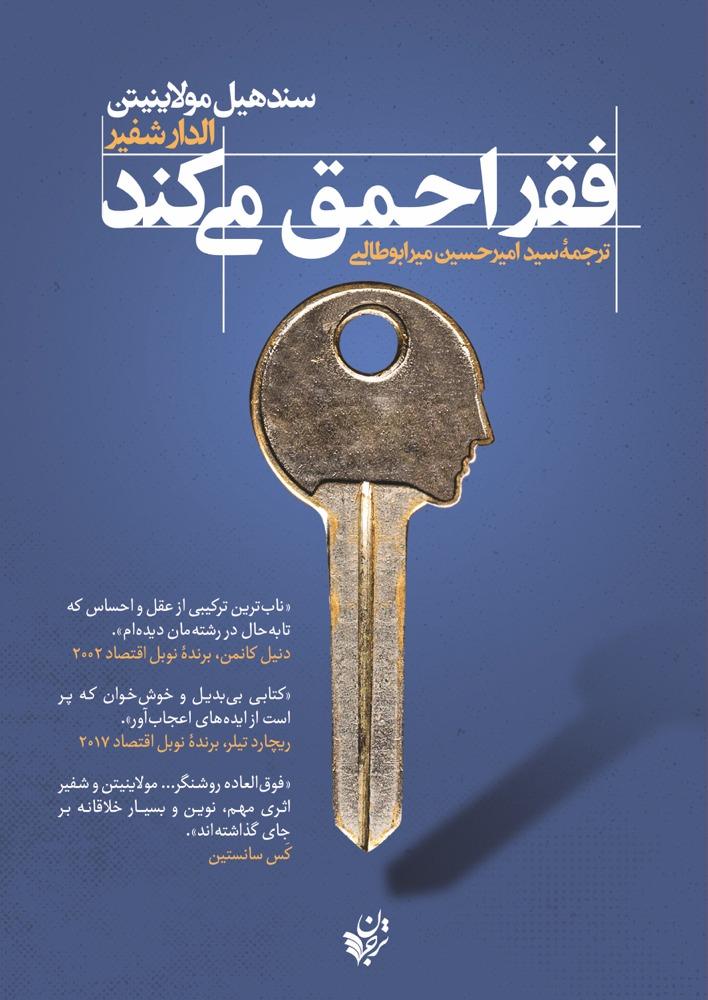 سندهیل مولاینیتن
الدار شفیر
فقر احمق می‌کند
ترجمهٔ سید امیرحسین میرابوطالبی
«ناب‌ترین ترکیبی از عقل و احساس که
تابه‌حال در رشته‌مان دیده‌ام».
دنیل کانمن، برندهٔ نوبل اقتصاد ۲۰۰۲
«کتابی بی‌بدیل و خوش‌خوان که پر
است از ایده‌های اعجاب‌آور».
ریچارد تیلر، برندهٔ نوبل اقتصاد ۲۰۱۷
«فوق‌العاده روشنگر... مولاینیتن و شفیر
اثری مهم، نوین و بسیار خلاقانه بر
جای گذاشته‌اند».
کَس سانستین
ترجمان